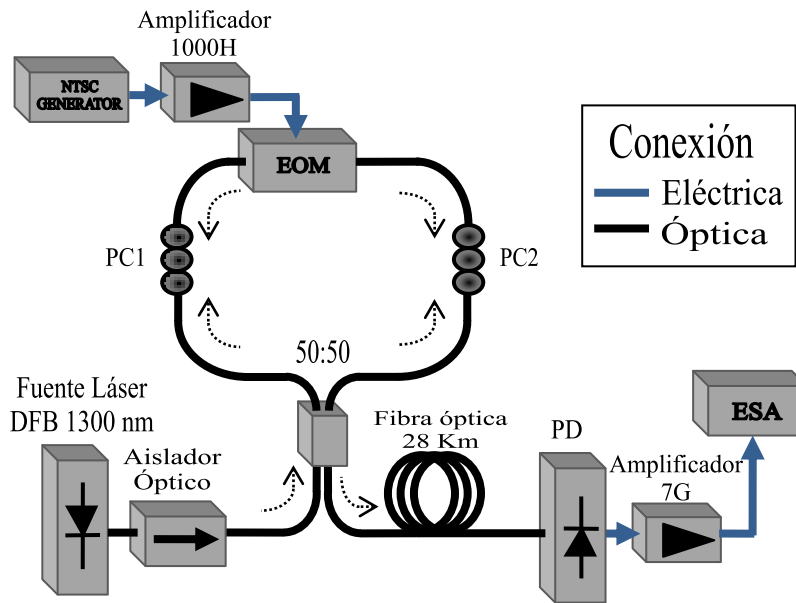 Amplificador
1000H
NTSC
GENERATOR
EOM
Conexión
Eléctrica
Óptica
PC1
PC2
50:50
Fuente Láser
DFB 1300 nm
Aislador
Óptico
Fibra óptica
28 Km
PD
ESA
Amplificador
7G